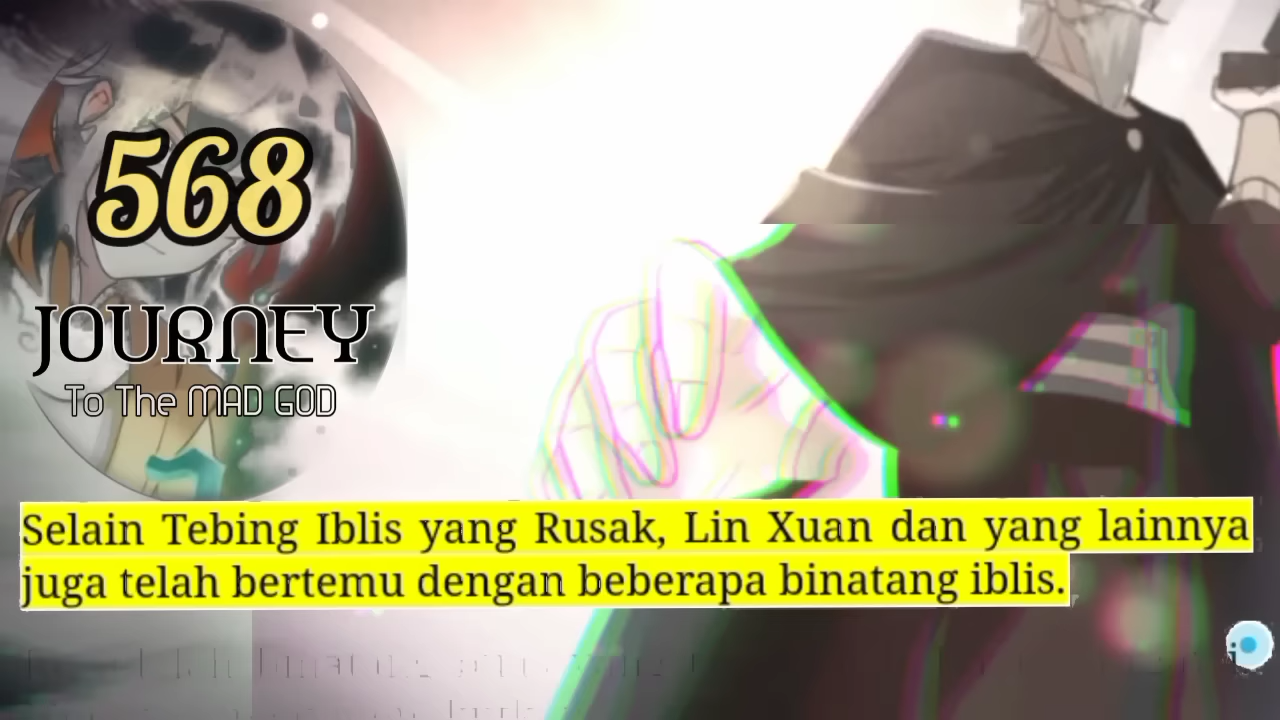 568
JOURNEY
To The MAD GOD
Selain Tebing Iblis yang Rusak, Lin Xuan dan yang lainnya
juga telah bertemu dengan beberapa binatang iblis.